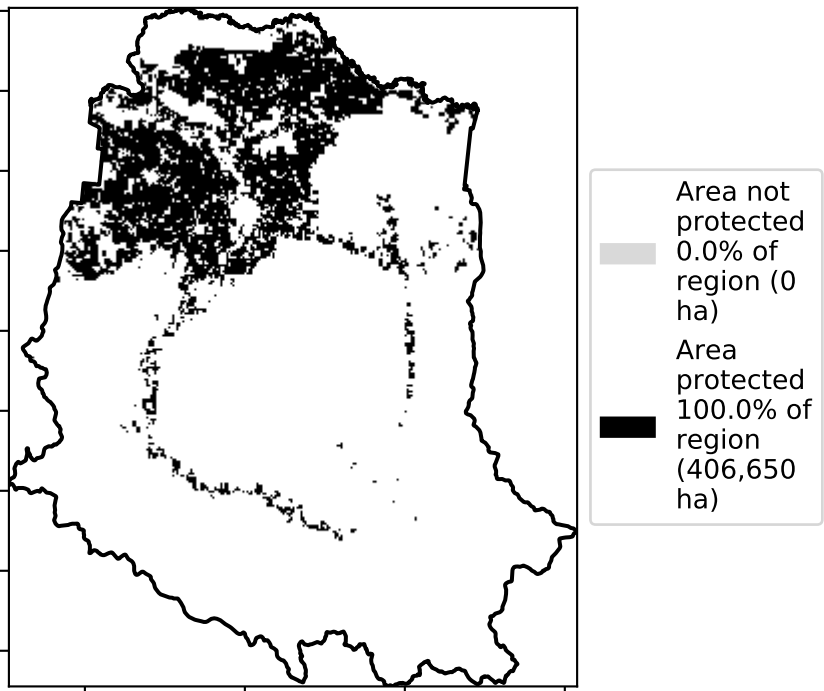 Area not
protected
0.0% of
region (0
ha)
Area
protected
100.0% of
region
(406,650
ha)